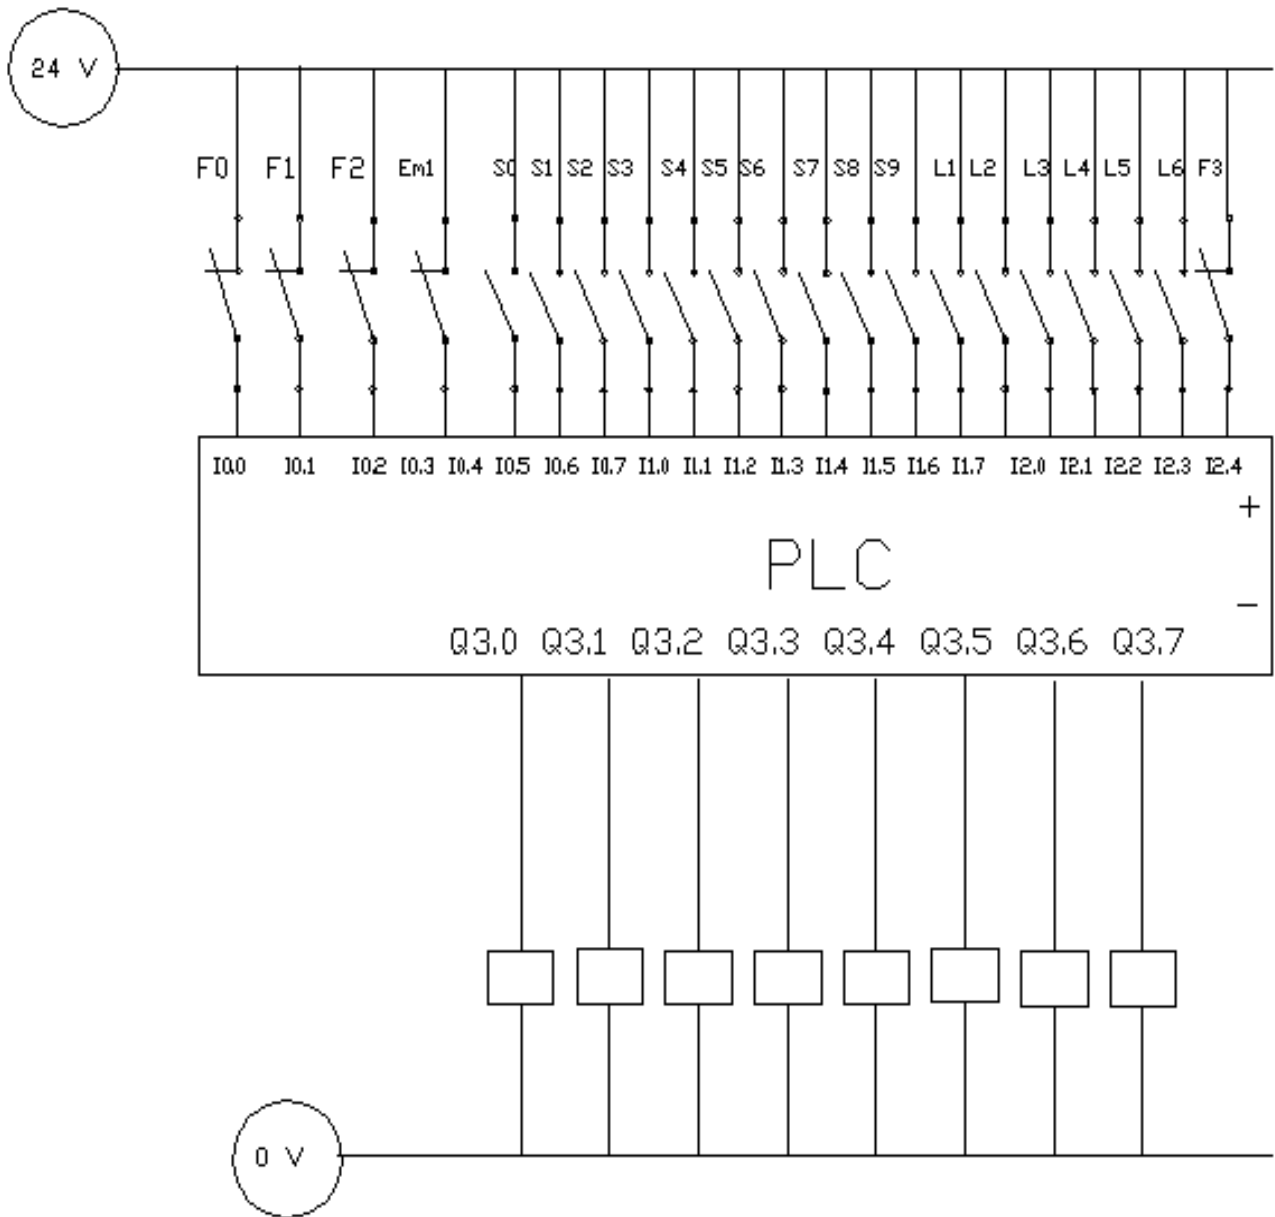 24 V
F0 F1 F2 Em1 S0 S1 S2 S3 S4 S5 S6 S7 S8 S9 L1 L2 L3 L4 L5 L6 F3
I0.0 I0.1 I0.2 I0.3 I0.4 I0.5 I0.6 I0.7 I1.0 I1.1 I1.2 I1.3 I1.4 I1.5 I1.6 I1.7 I2.0 I2.1 I2.2 I2.3 I2.4
+
PLC
-
Q3.0 Q3.1 Q3.2 Q3.3 Q3.4 Q3.5 Q3.6 Q3.7
0 V